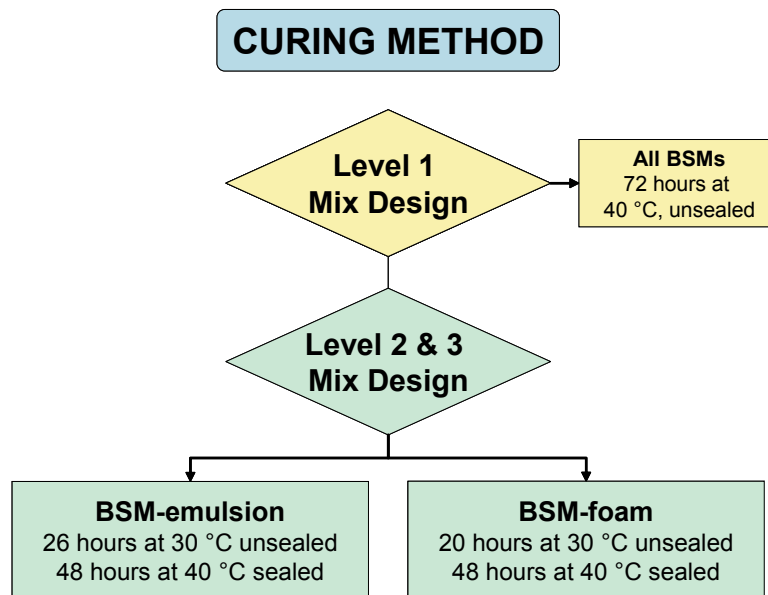 CURING METHOD
Level 1
Mix Design
All BSMs
72 hours at
40 °C, unsealed
Level 2 & 3
Mix Design
BSM-emulsion
26 hours at 30 °C unsealed
48 hours at 40 °C sealed
BSM-foam
20 hours at 30 °C unsealed
48 hours at 40 °C sealed